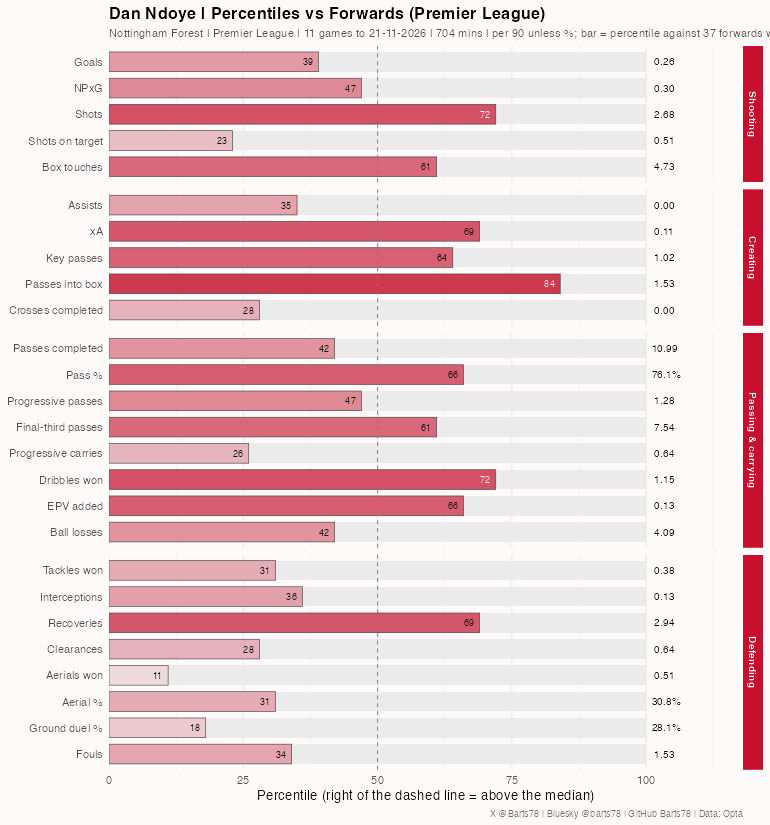 Dan Ndoye | Percentiles vs Forwards (Premier League)
Nottingham Forest | Premier League | 11 games to 21-11-2026 | 704 mins | per 90 unless %; bar = percentile against 37 forwards w
Goals 39 0.26
NPxG 47 0.30
Shots 72 2.68
Shots on target 23 0.51
Box touches 61 4.73
Shooting
Assists 35 0.00
xA 69 0.11
Key passes 64 1.02
Passes into box 84 1.53
Crosses completed 28 0.00
Creating
Passes completed 42 10.99
Pass % 66 76.1%
Progressive passes 47 1.28
Final-third passes 61 7.54
Progressive carries 26 0.64
Dribbles won 72 1.15
EPV added 66 0.13
Ball losses 42 4.09
Passing & carrying
Tackles won 31 0.38
Interceptions 36 0.13
Recoveries 69 2.94
Clearances 28 0.64
Aerials won 11 0.51
Aerial % 31 30.8%
Ground duel % 18 28.1%
Fouls 34 1.53
Defending
0 25 50 75 100
Percentile (right of the dashed line = above the median)
X @Barts78 | Bluesky @barts78 | GitHub Barts78 | Data: Opta